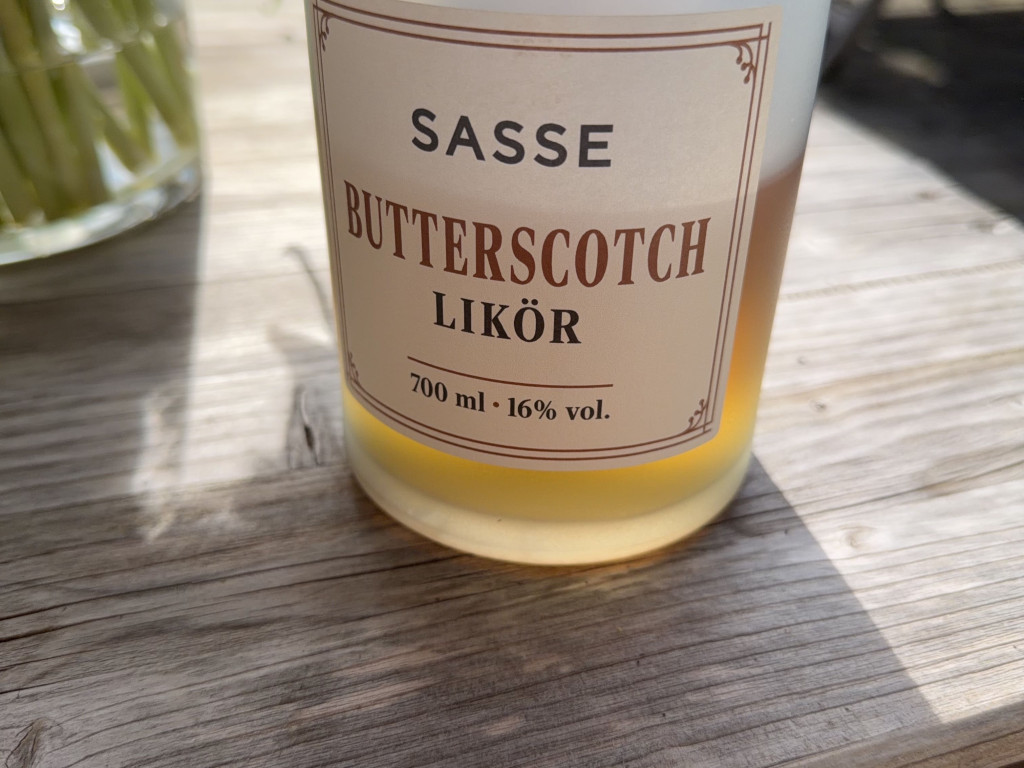 SASSE
BUTTERSCOTCH
LIKÖR
700 ml • 16% vol.